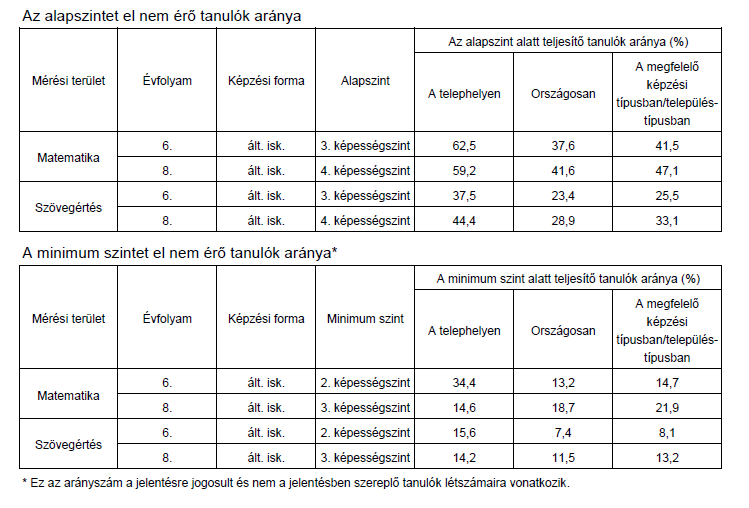 Az alapszintet el nem érő tanulók aránya
Mérési terület Évfolyam Képzési forma Alapszint Az alapszint alatt teljesítő tanulók aránya (%)
A telephelyen Országosan A megfelelő
képzési
típusban/település-
típusban
Matematika 6. ált. isk. 3. képességszint 62,5 37,6 41,5
8. ált. isk. 4. képességszint 59,2 41,6 47,1
Szövegértés 6. ált. isk. 3. képességszint 37,5 23,4 25,5
8. ált. isk. 4. képességszint 44,4 28,9 33,1
A minimum szintet el nem érő tanulók aránya*
Mérési terület Évfolyam Képzési forma Minimum szint A minimum szint alatt teljesítő tanulók aránya (%)
A telephelyen Országosan A megfelelő
képzési
típusban/település-
típusban
Matematika 6. ált. isk. 2. képességszint 34,4 13,2 14,7
8. ált. isk. 3. képességszint 14,6 18,7 21,9
Szövegértés 6. ált. isk. 2. képességszint 15,6 7,4 8,1
8. ált. isk. 3. képességszint 14,2 11,5 13,2
* Ez az arányszám a jelentésre jogosult és nem a jelentésben szereplő tanulók létszámaira vonatkozik.